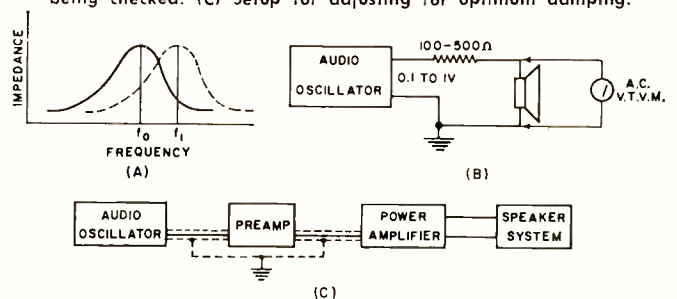 being checked. (C) Setup for adjusting for optimum damping.
IMPEDANCE
f0 f1
FREQUENCY
(A)
AUDIO
OSCILLATOR
100-500Ω
0.1 TO 1V
A.C.
V.T.V.M.
(B)
AUDIO
OSCILLATOR
PREAMP
POWER
AMPLIFIER
SPEAKER
SYSTEM
(C)